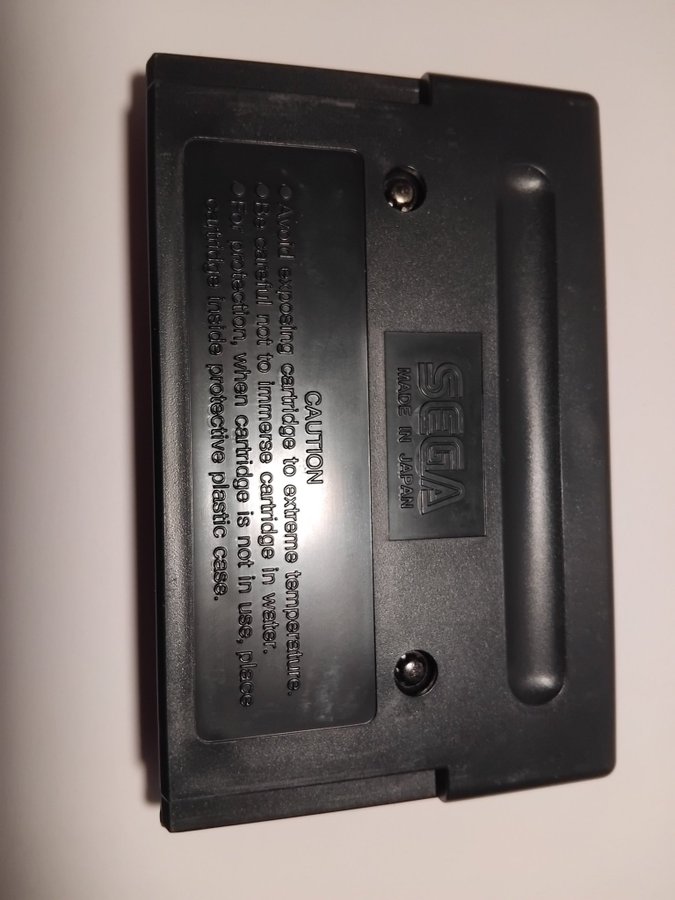 SEGA
MADE IN JAPAN
CAUTION
● Avoid exposing cartridge to extreme temperature.
● Be careful not to immerse cartridge in water.
● For protection, when cartridge is not in use, place
cartridge inside protective plastic case.